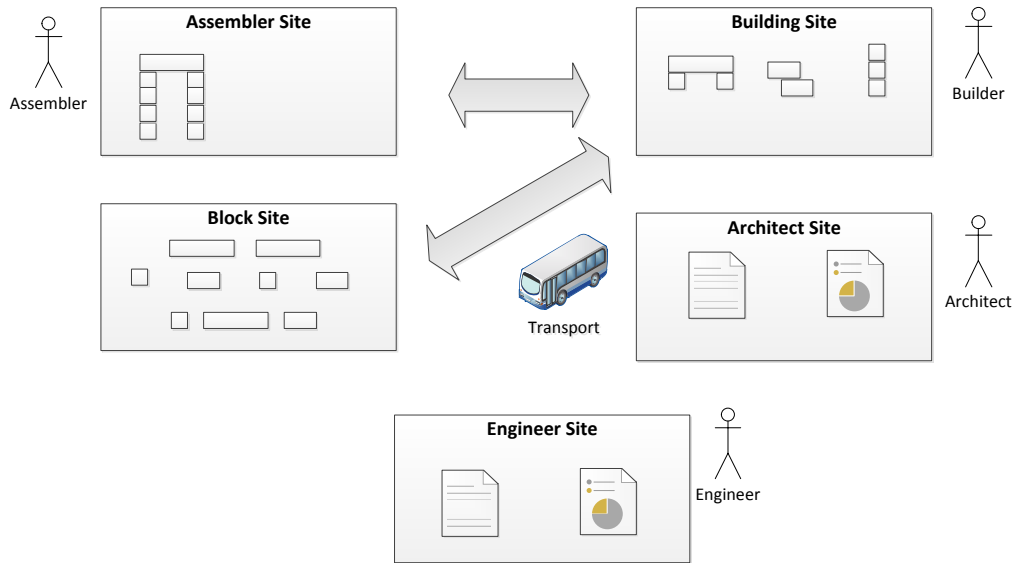 Assembler Site
Building Site
Assembler
Builder
Block Site
Architect Site
Transport
Architect
Engineer Site
Engineer